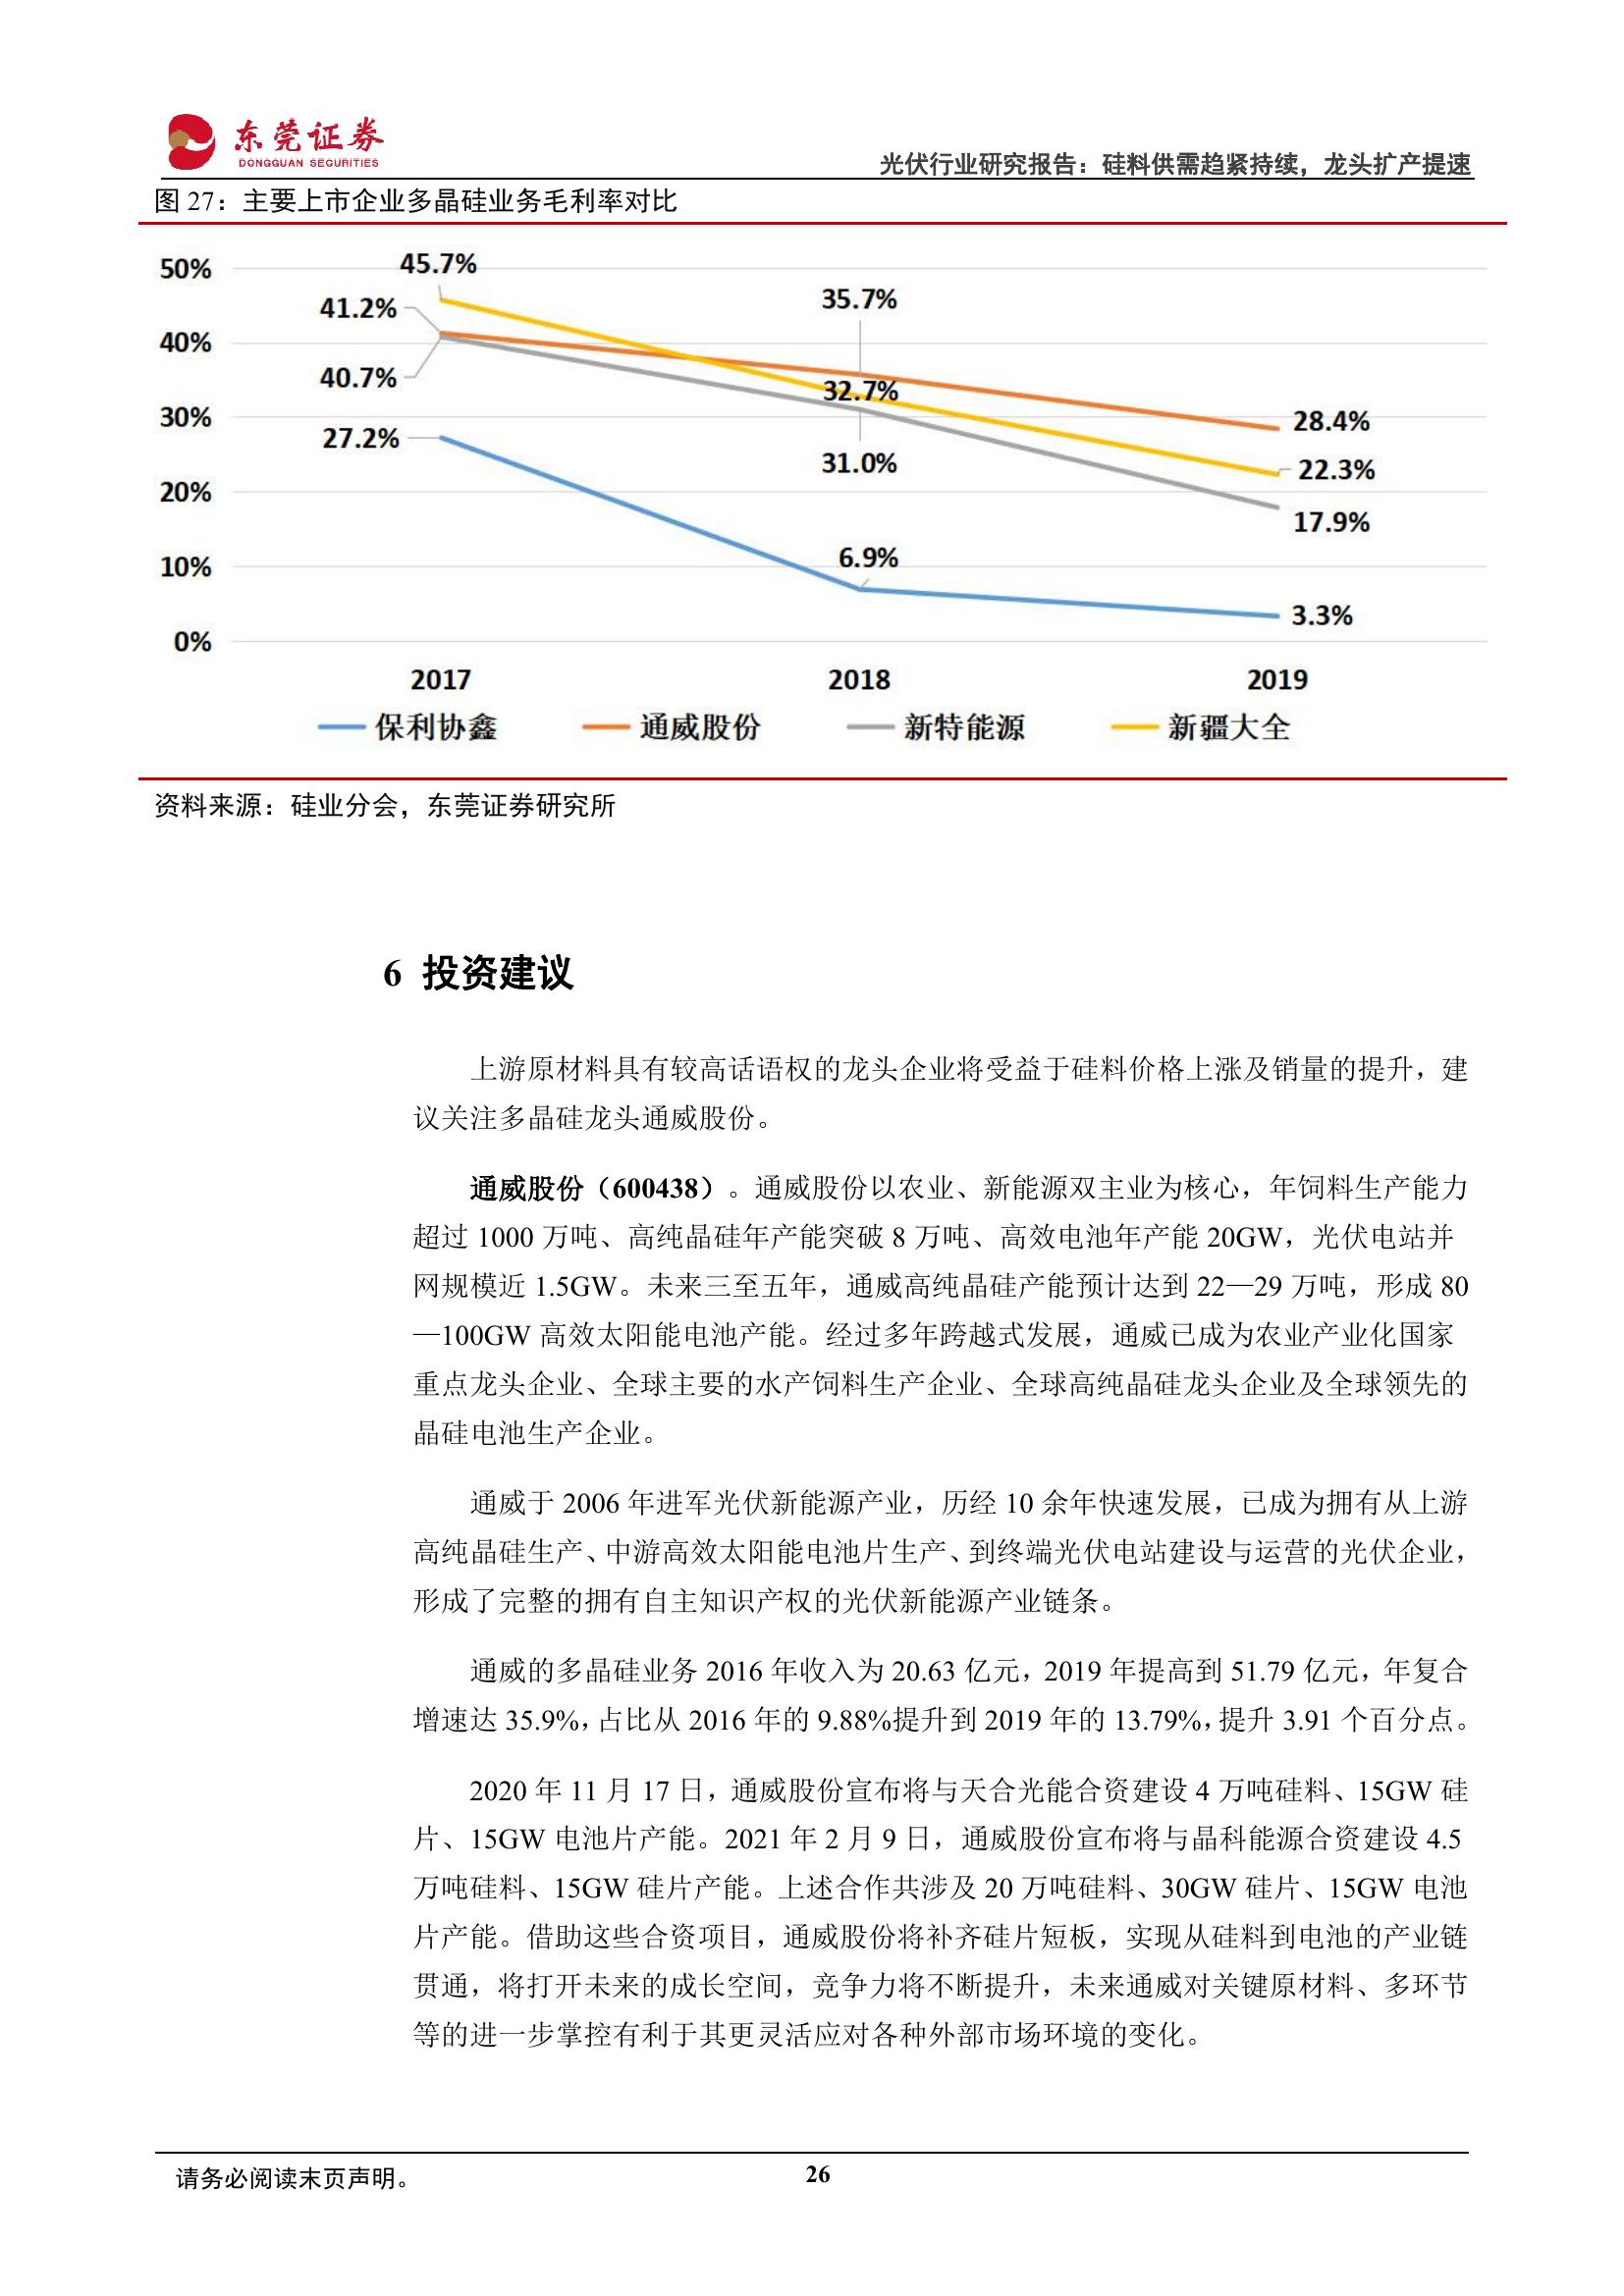 东莞证券
DONGGUAN SECURITIES
光伏行业研究报告：硅料供需趋紧持续，龙头扩产提速
图 27：主要上市企业多晶硅业务毛利率对比
50%
40%
30%
20%
10%
0%
45.7%
41.2%
40.7%
27.2%
35.7%
32.7%
31.0%
6.9%
28.4%
22.3%
17.9%
3.3%
2017 2018 2019
保利协鑫 通威股份 新特能源 新疆大全
资料来源：硅业分会，东莞证券研究所
6 投资建议
上游原材料具有较高话语权的龙头企业将受益于硅料价格上涨及销量的提升，建
议关注多晶硅龙头通威股份。
通威股份（600438）。通威股份以农业、新能源双主业为核心，年饲料生产能力
超过 1000 万吨、高纯晶硅年产能突破 8 万吨、高效电池年产能 20GW，光伏电站并
网规模近 1.5GW。未来三至五年，通威高纯晶硅产能预计达到 22—29 万吨，形成 80
—100GW 高效太阳能电池产能。经过多年跨越式发展，通威已成为农业产业化国家
重点龙头企业、全球主要的水产饲料生产企业、全球高纯晶硅龙头企业及全球领先的
晶硅电池生产企业。
通威于 2006 年进军光伏新能源产业，历经 10 余年快速发展，已成为拥有从上游
高纯晶硅生产、中游高效太阳能电池片生产、到终端光伏电站建设与运营的光伏企业，
形成了完整的拥有自主知识产权的光伏新能源产业链条。
通威的多晶硅业务 2016 年收入为 20.63 亿元，2019 年提高到 51.79 亿元，年复合
增速达 35.9%，占比从 2016 年的 9.88%提升到 2019 年的 13.79%，提升 3.91 个百分点。
2020 年 11 月 17 日，通威股份宣布将与天合光能合资建设 4 万吨硅料、15GW 硅
片、15GW 电池片产能。2021 年 2 月 9 日，通威股份宣布将与晶科能源合资建设 4.5
万吨硅料、15GW 硅片产能。上述合作共涉及 20 万吨硅料、30GW 硅片、15GW 电池
片产能。借助这些合资项目，通威股份将补齐硅片短板，实现从硅料到电池的产业链
贯通，将打开未来的成长空间，竞争力将不断提升，未来通威对关键原材料、多环节
等的进一步掌控有利于其更灵活应对各种外部市场环境的变化。
请务必阅读末页声明。
26